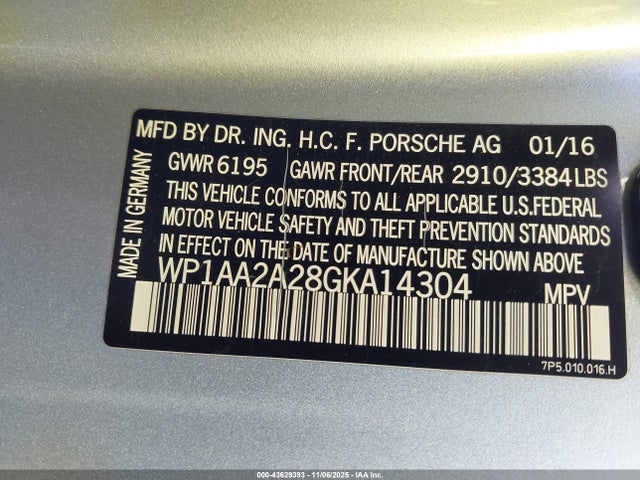 MFD BY DR. ING. H.C. F. PORSCHE AG 01/16
GVWR 6195 GAWR FRONT/REAR 2910/3384 LBS
THIS VEHICLE CONFORMS TO ALL APPLICABLE U.S.FEDERAL
MOTOR VEHICLE SAFETY AND THEFT PREVENTION STANDARDS
IN EFFECT ON THE DATE OF MANUFACTURE SHOWN ABOVE.
WP1AA2A28GKA14304 MPV
MADE IN GERMANY
7P5.010.016.H
000-43629393 - 11/06/2025 - IAA Inc.